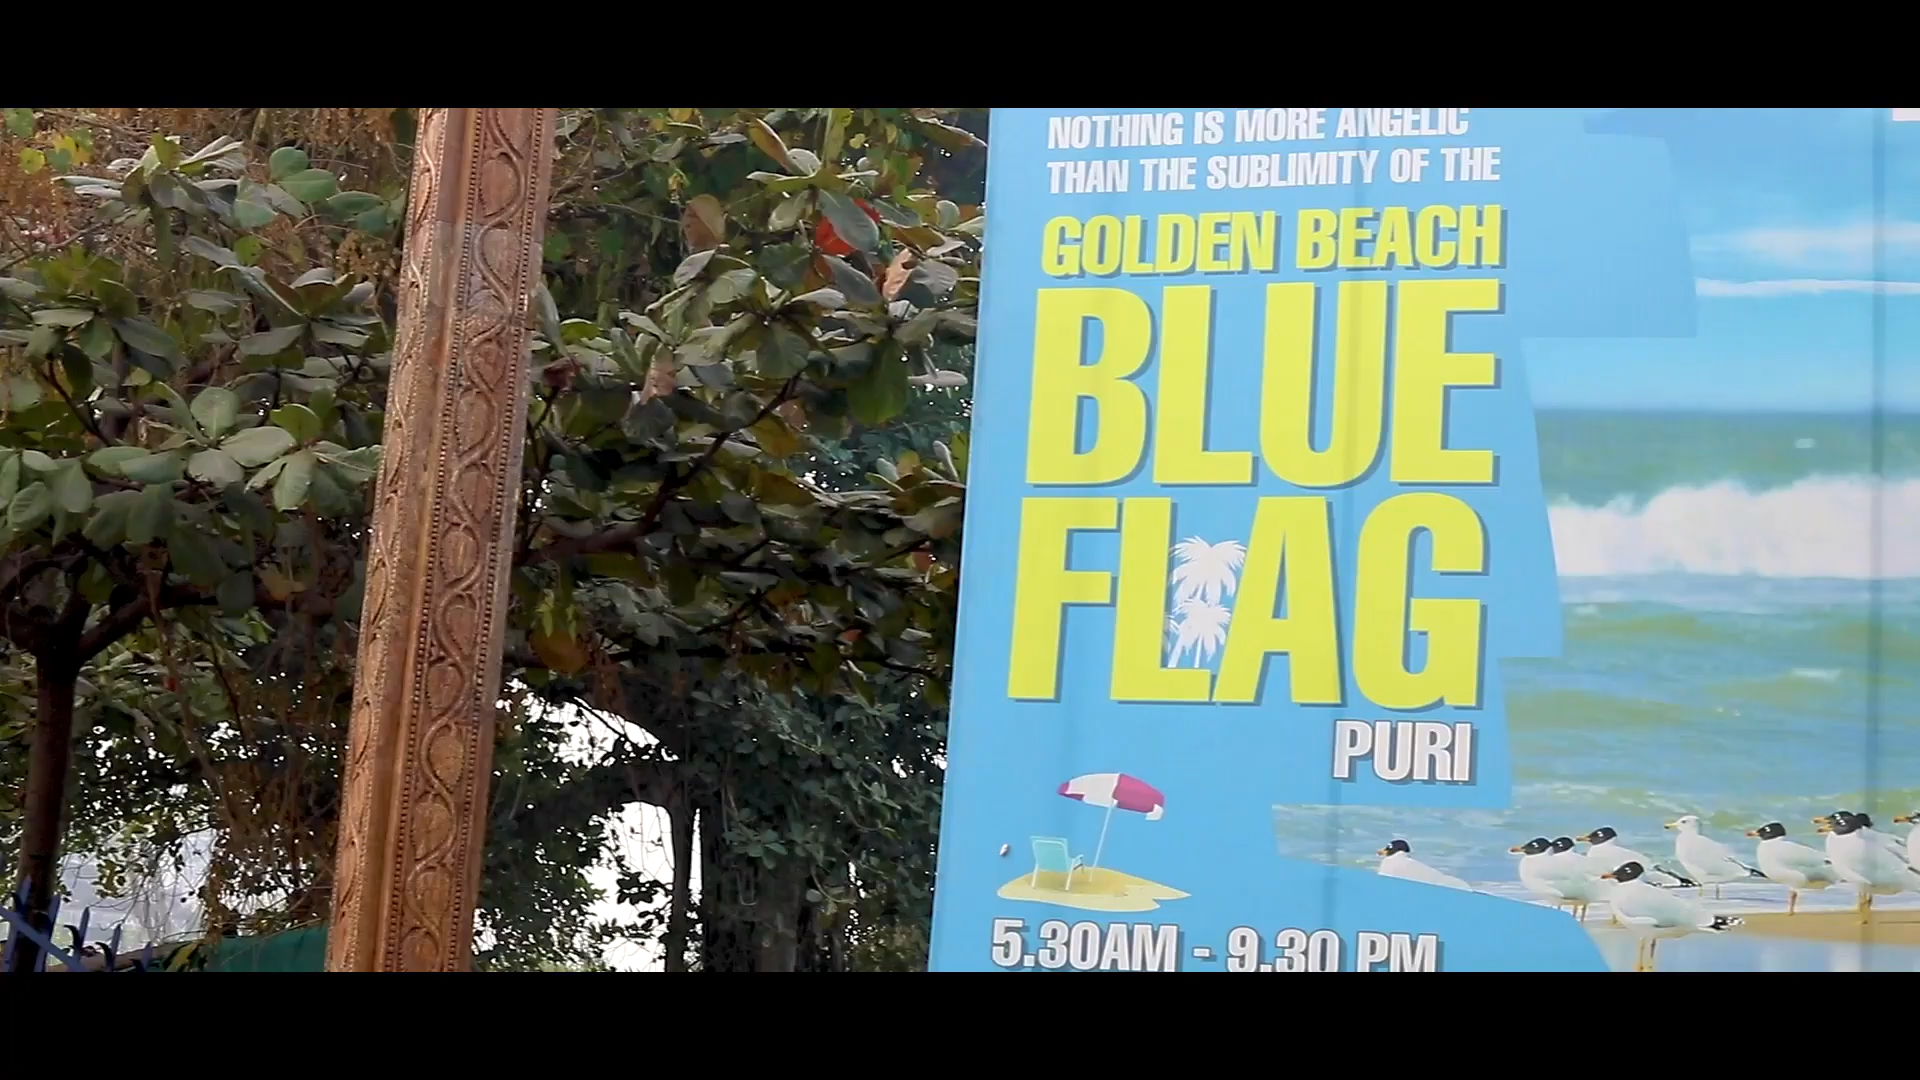 NOTHING IS MORE ANGELIC
THAN THE SUBLIMITY OF THE
GOLDEN BEACH
BLUE
FLAG
PURI
5.30AM - 9.30 PM